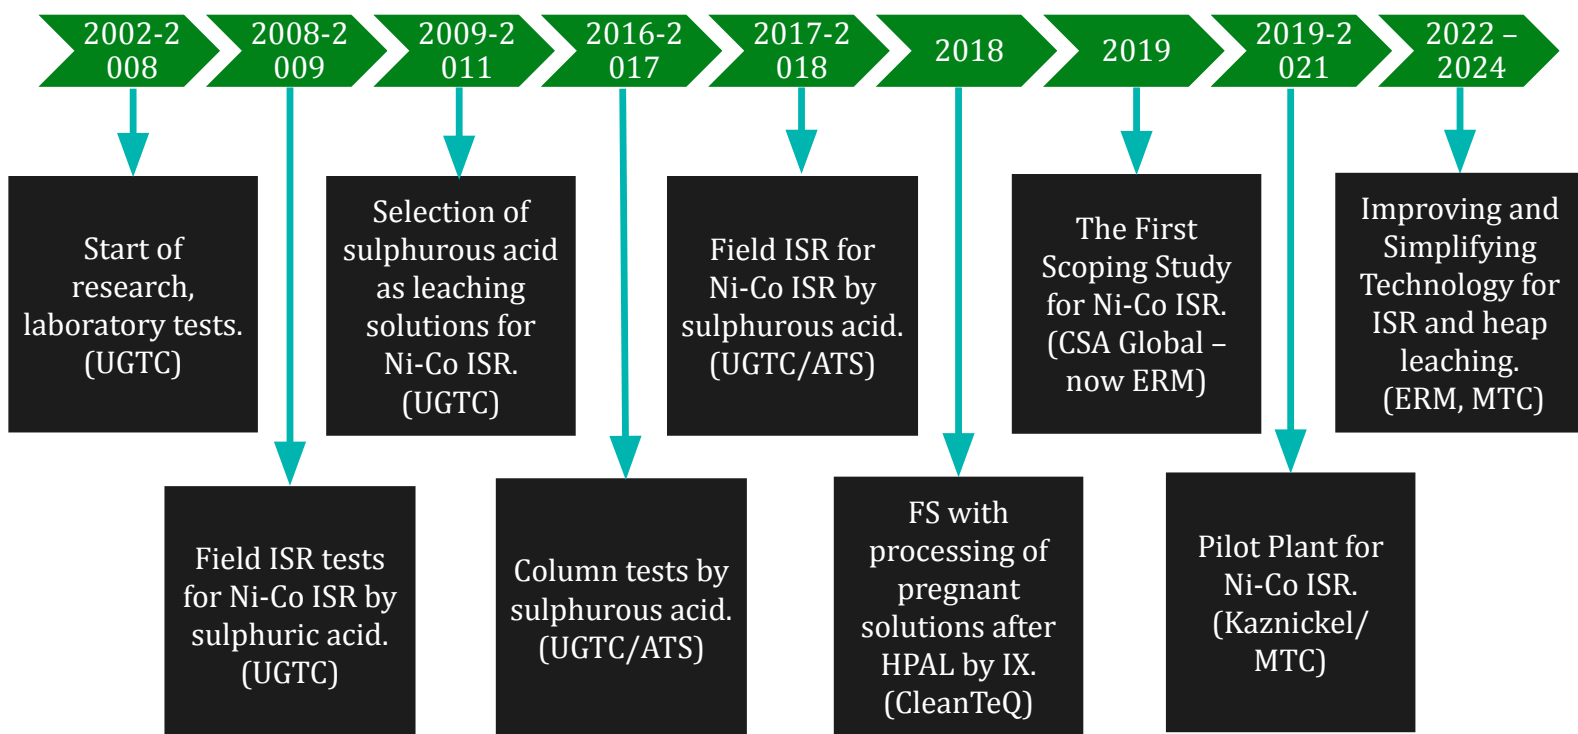 2002-2
008
2008-2
009
2009-2
011
2016-2
017
2017-2
018
2018
2019
2019-2
021
2022 –
2024
Start of
research,
laboratory tests.
(UGTC)
Selection of
sulphurous acid
as leaching
solutions for
Ni-Co ISR.
(UGTC)
Field ISR for
Ni-Co ISR by
sulphurous acid.
(UGTC/ATS)
The First
Scoping Study
for Ni-Co ISR.
(CSA Global –
now ERM)
Improving and
Simplifying
Technology for
ISR and heap
leaching.
(ERM, MTC)
Field ISR tests
for Ni-Co ISR by
sulphuric acid.
(UGTC)
Column tests by
sulphurous acid.
(UGTC/ATS)
FS with
processing of
pregnant
solutions after
HPAL by IX.
(CleanTeQ)
Pilot Plant for
Ni-Co ISR.
(Kaznickel/
MTC)